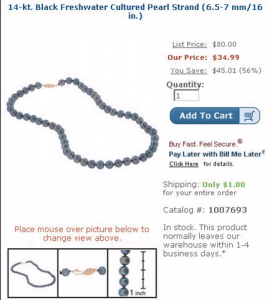 14-kt. Black Freshwater Cultured Pearl Strand (6.5-7 mm/16
in.)
List Price: $80.00
Our Price: $34.99
You Save: $45.01 (56%)
Quantity:
1
Add To Cart
Buy Fast. Feel Secure.®
Pay Later with Bill Me Later®
Click Here for details.
Shipping: Only $1.00
for your entire order
Catalog #: 1007693
In stock. This product
normally leaves our
warehouse within 1-4
business days.*
Please mouse over picture below to
change view above.
1 inch